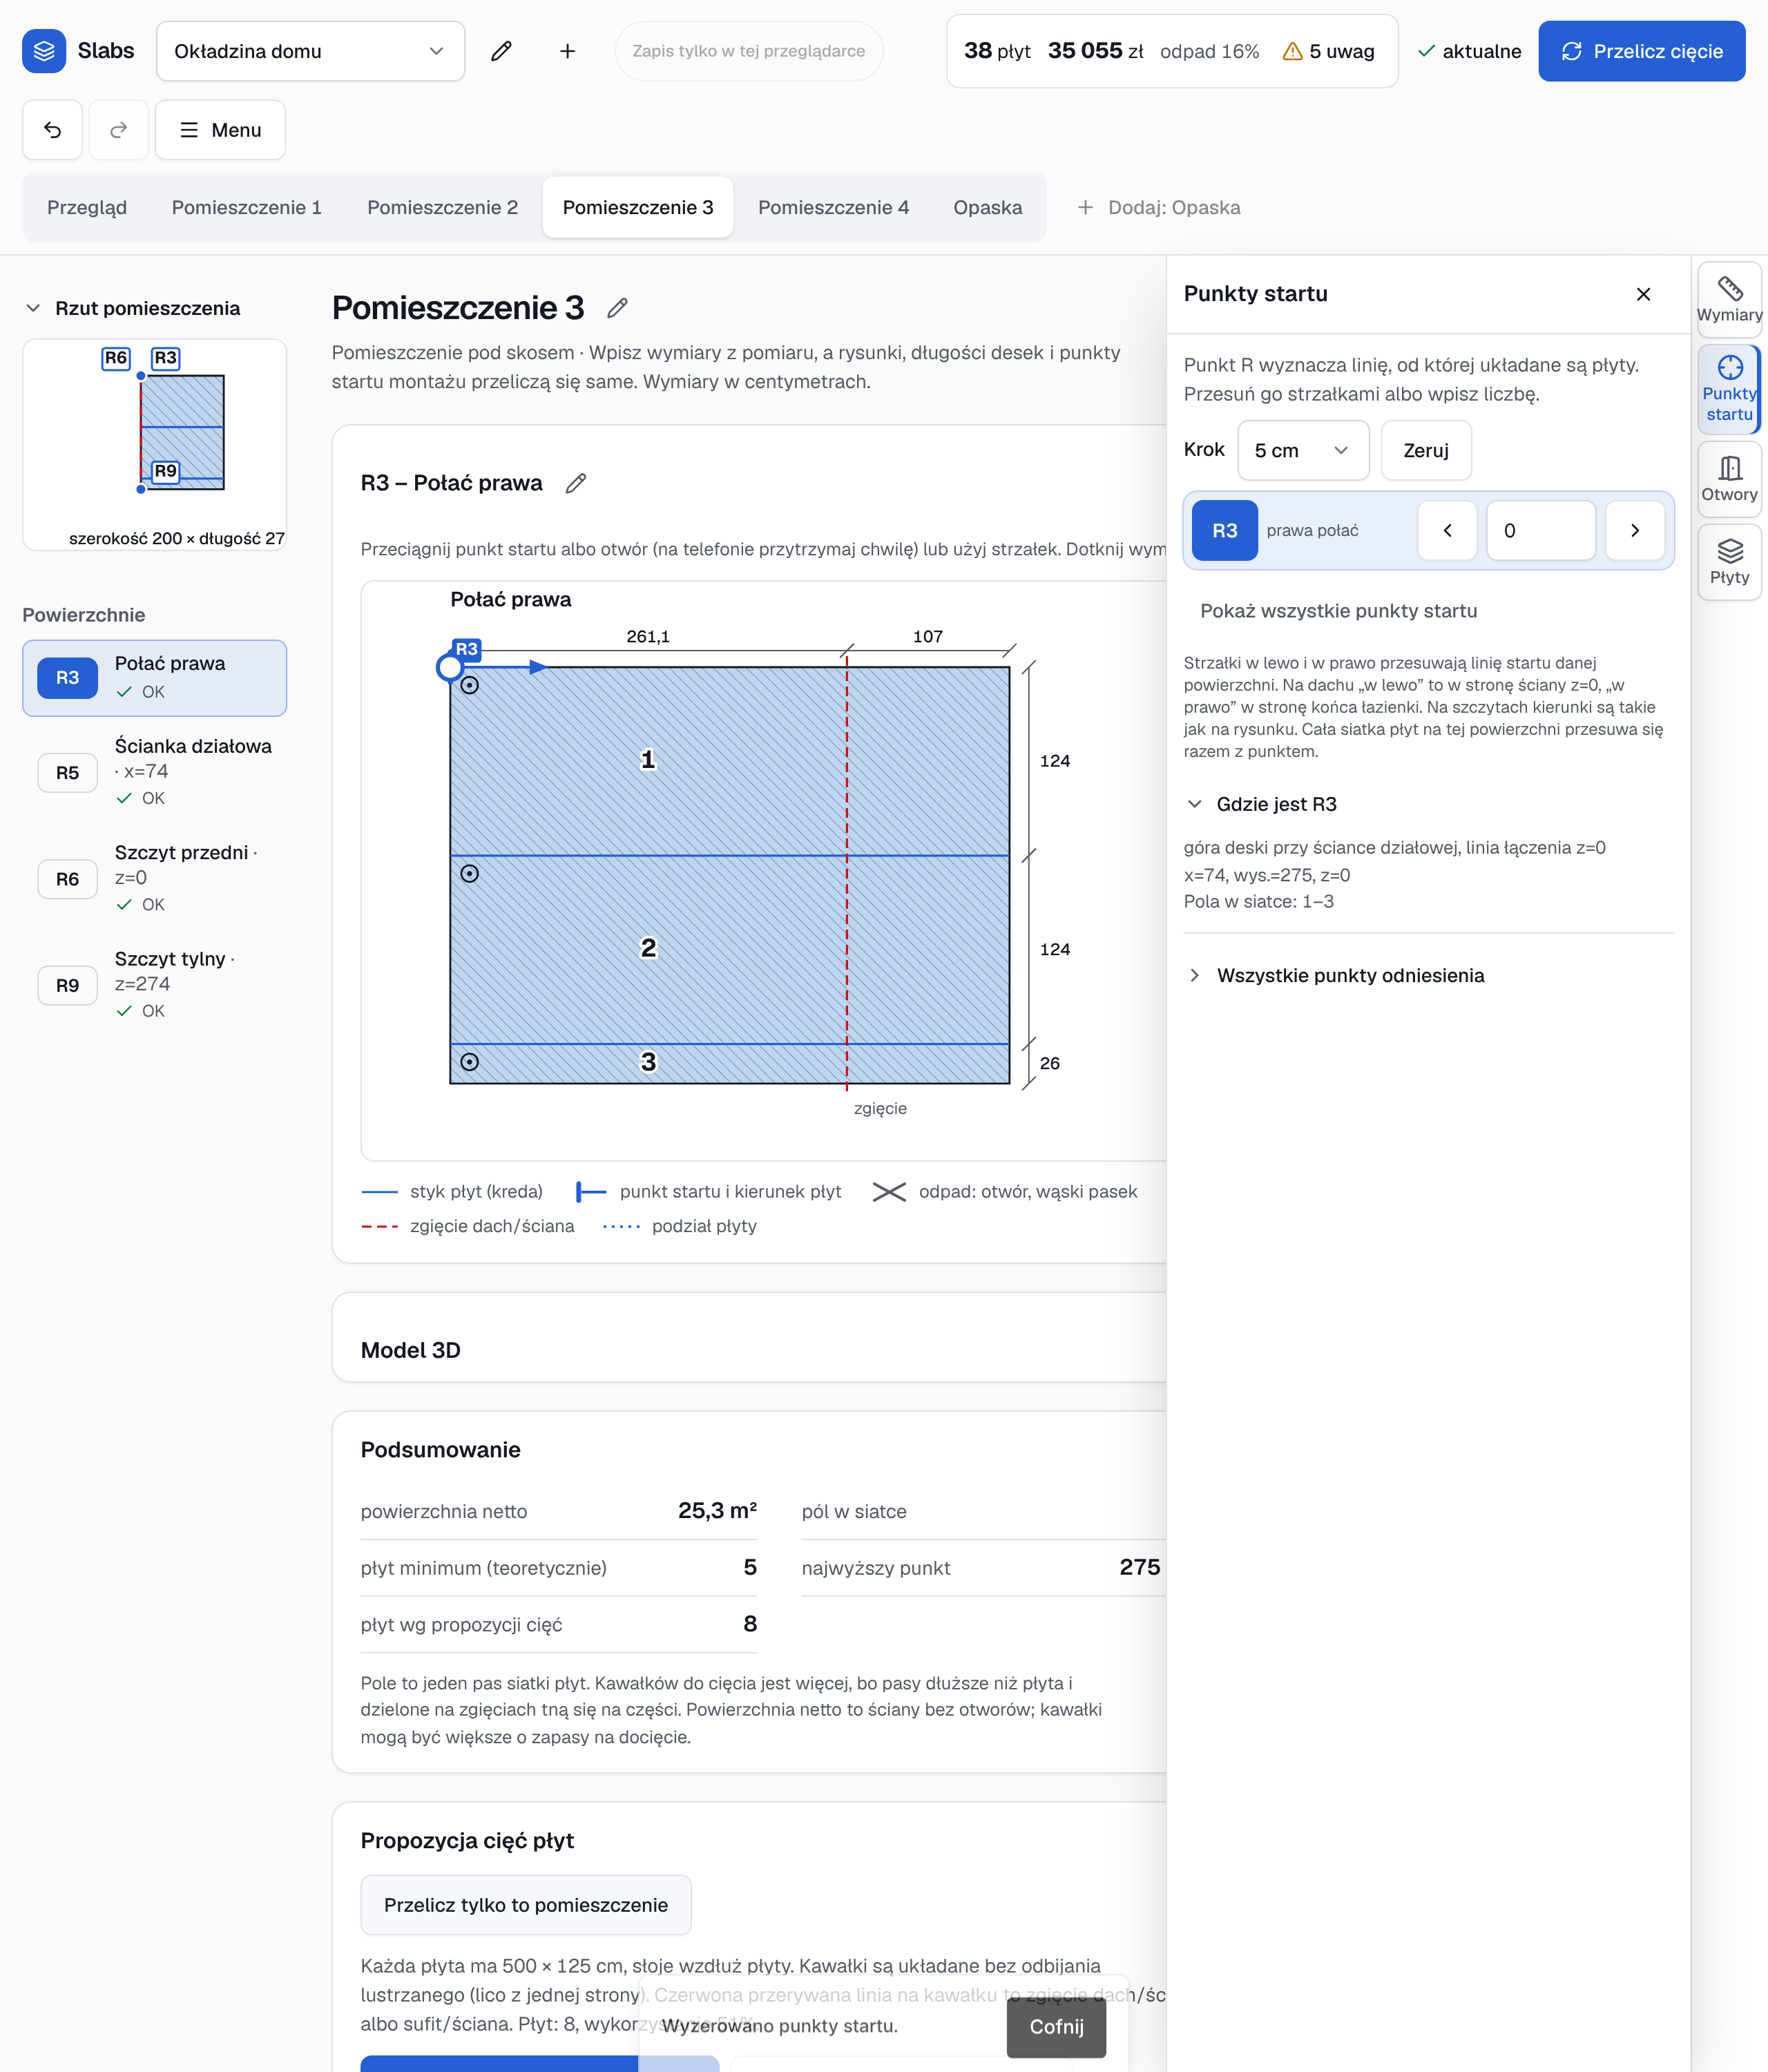 Slabs
Okładzina domu
Zapis tylko w tej przeglądarce
38 płyt 35 055 zł odpad 16% 5 uwag
aktualne
Przelicz cięcie
Menu
Przegląd
Pomieszczenie 1
Pomieszczenie 2
Pomieszczenie 3
Pomieszczenie 4
Opaska
Dodaj: Opaska
Rzut pomieszczenia
R6 R3
R9
szerokość 200 × długość 27
Powierzchnie
R3
Połać prawa
OK
R5
Ścianka działowa
· x=74
OK
R6
Szczyt przedni ·
z=0
OK
R9
Szczyt tylny ·
z=274
OK
Pomieszczenie 3
Pomieszczenie pod skosem · Wpisz wymiary z pomiaru, a rysunki, długości desek i punkty
startu montażu przeliczą się same. Wymiary w centymetrach.
R3 – Połać prawa
Przeciągnij punkt startu albo otwór (na telefonie przytrzymaj chwilę) lub użyj strzałek. Dotknij wym
Połać prawa
261,1 107
R3
1
124
2
124
3
26
zgięcie
styk płyt (kreda)
punkt startu i kierunek płyt
odpad: otwór, wąski pasek
zgięcie dach/ściana
podział płyty
Model 3D
Podsumowanie
powierzchnia netto 25,3 m²
pól w siatce
płyt minimum (teoretycznie) 5
najwyższy punkt 275
płyt wg propozycji cięć 8
Pole to jeden pas siatki płyt. Kawałków do cięcia jest więcej, bo pasy dłuższe niż płyta i
dzielone na zgięciach tną się na części. Powierzchnia netto to ściany bez otworów; kawałki
mogą być większe o zapasy na docięcie.
Propozycja cięć płyt
Przelicz tylko to pomieszczenie
Każda płyta ma 500 × 125 cm, słoje wzdłuż płyty. Kawałki są układane bez odbijania
lustrzanego (lico z jednej strony). Czerwona przerywana linia na kawałku to zgięcie dach/śc
albo sufit/ściana. Płyt: 8, wykorzystanie 51%.
Wyzerowano punkty startu.
Cofnij
Punkty startu
Punkt R wyznacza linię, od której układane są płyty.
Przesuń go strzałkami albo wpisz liczbę.
Krok
5 cm
Zeruj
R3
prawa połać
0
Pokaż wszystkie punkty startu
Strzałki w lewo i w prawo przesuwają linię startu danej
powierzchni. Na dachu „w lewo” to w stronę ściany z=0, „w
prawo” w stronę końca łazienki. Na szczytach kierunki są takie
jak na rysunku. Cała siatka płyt na tej powierzchni przesuwa się
razem z punktem.
Gdzie jest R3
góra deski przy ściance działowej, linia łączenia z=0
x=74, wys.=275, z=0
Pola w siatce: 1–3
Wszystkie punkty odniesienia
Wymiary
Punkty
startu
Otwory
Płyty